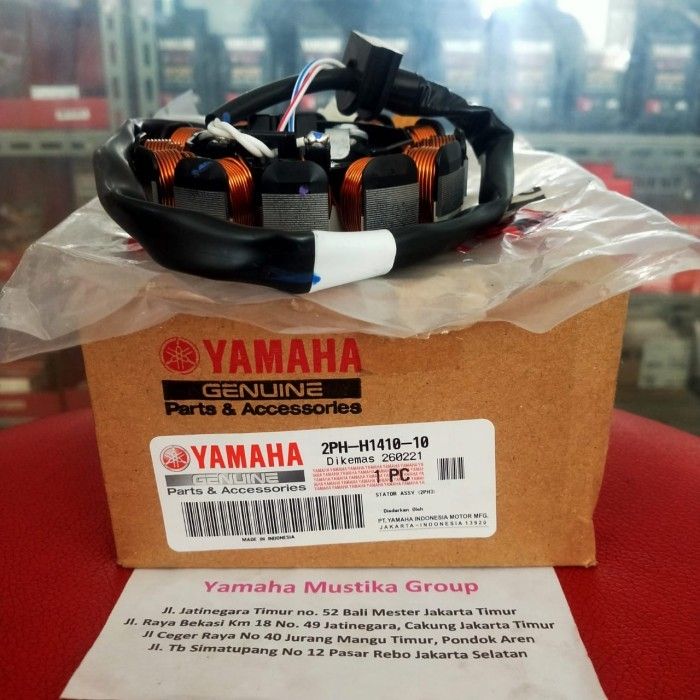 YAMAHA
GENUINE
Parts & Accessories
YAMAHA
GENUINE
Parts & Accessories
MADE IN INDONESIA
2PH-H1410-10
Dikemas 260221
1 PC
STATOR ASSY (2PH3)
Diedarkan Oleh
PT.YAMAHA INDONESIA MOTOR MFG.
JAKARTA-INDONESIA 13920
Yamaha Mustika Group
Jl. Jatinegara Timur no. 52 Bali Mester Jakarta Timur
Jl. Raya Bekasi Km 18 No. 49 Jatinegara, Cakung Jakarta Timur
Jl Ceger Raya No 40 Jurang Mangu Timur, Pondok Aren
Jl. Tb Simatupang No 12 Pasar Rebo Jakarta Selatan